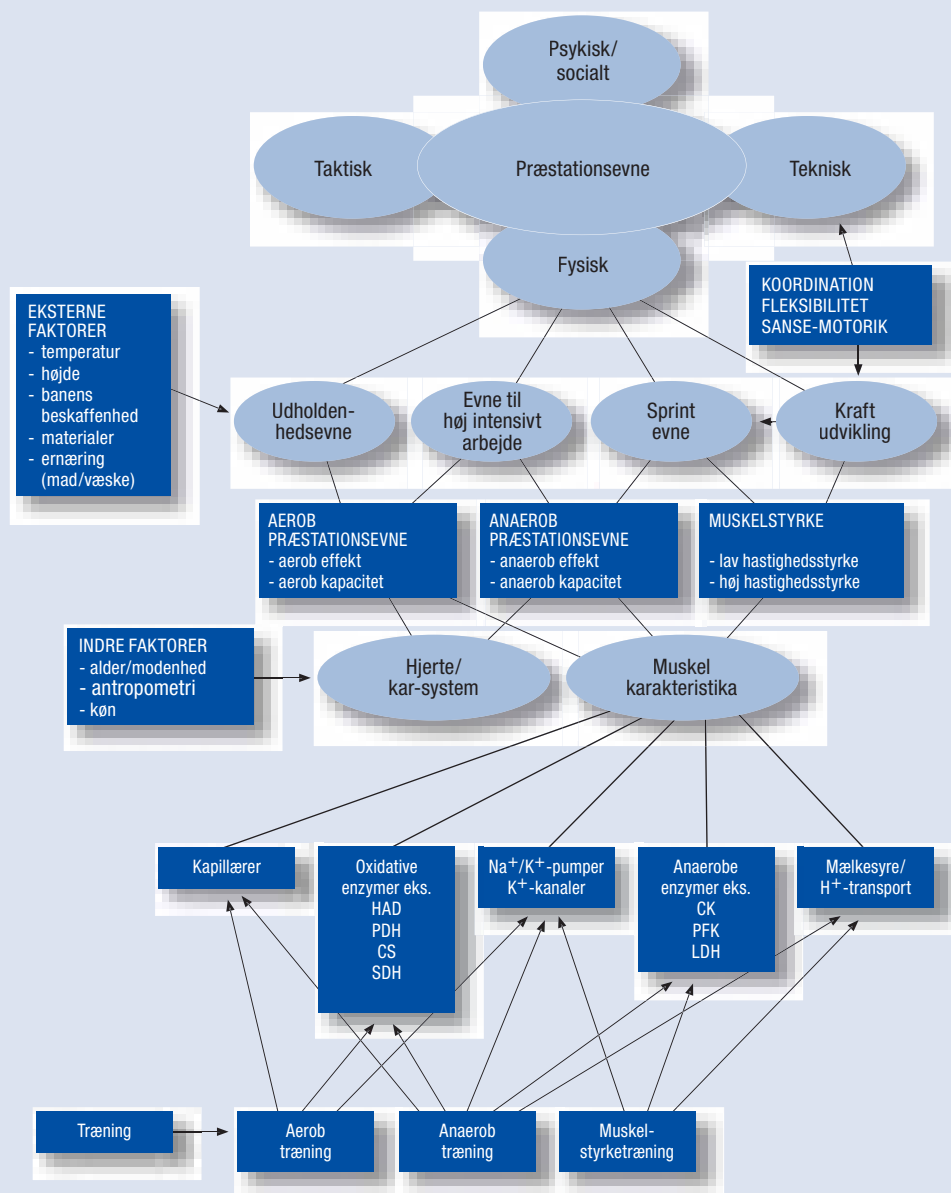 Psykisk/
socialt
Taktisk
Præstationsevne
Teknisk
Fysisk
EKSTERNE
FAKTORER
- temperatur
- højde
- banens
beskaffenhed
- materialer
- ernæring
(mad/væske)
KOORDINATION
FLEKSIBILITET
SANSE-MOTORIK
Udholden-
hedsevne
Evne til
høj intensivt
arbejde
Sprint
evne
Kraft
udvikling
AEROB
PRÆSTATIONSEVNE
- aerob effekt
- aerob kapacitet
ANAEROB
PRÆSTATIONSEVNE
- anaerob effekt
- anaerob kapacitet
MUSKELSTYRKE
- lav hastighedsstyrke
- høj hastighedsstyrke
INDRE FAKTORER
- alder/modenhed
- antropometri
- køn
Hjerte/
kar-system
Muskel
karakteristika
Kapillærer
Oxidative
enzymer eks.
HAD
PDH
CS
SDH
Na⁺/K⁺-pumper
K⁺-kanaler
Anaerobe
enzymer eks.
CK
PFK
LDH
Mælkesyre/
H⁺-transport
Træning
Aerob
træning
Anaerob
træning
Muskel-
styrketræning